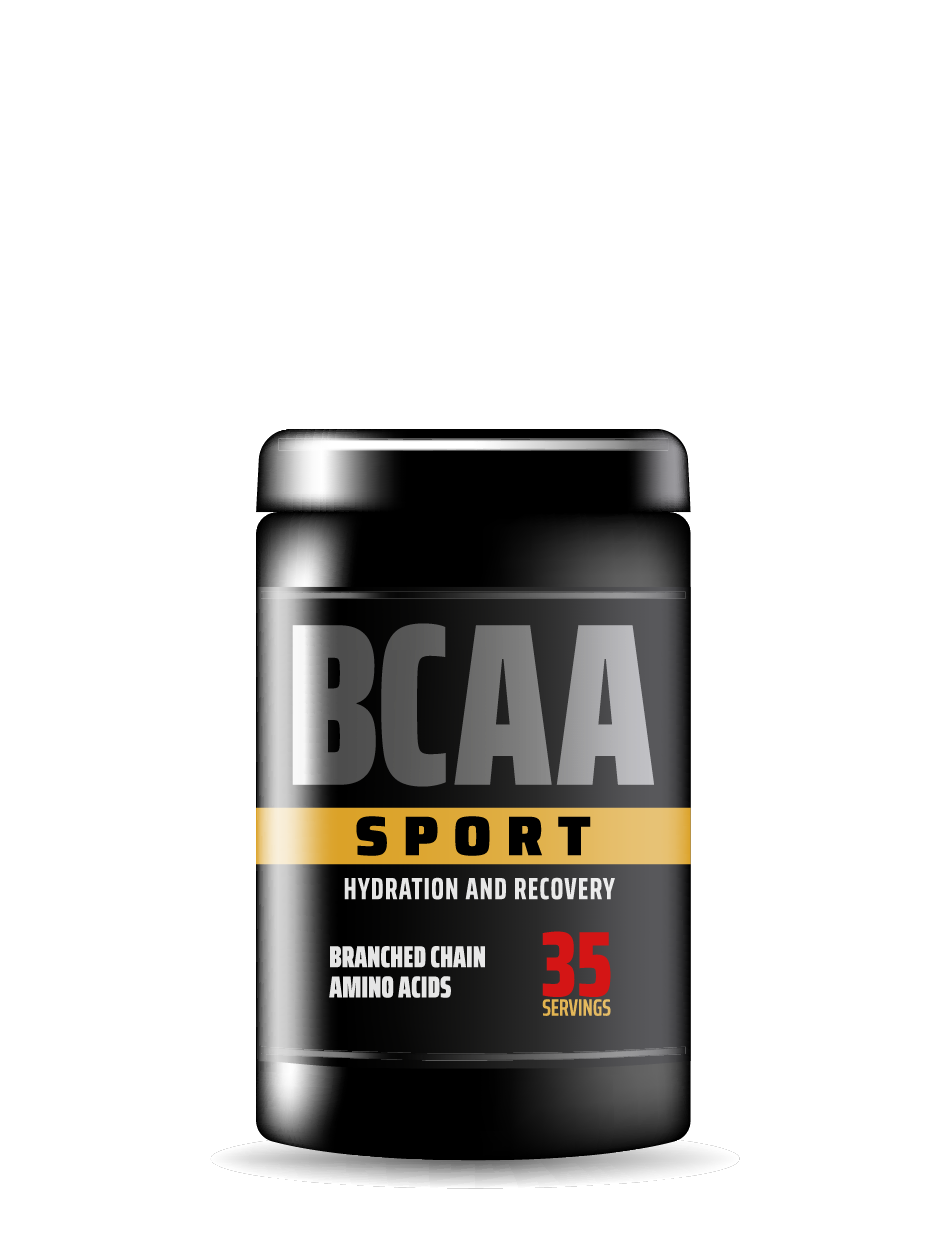 BCAA
SPORT
HYDRATION AND RECOVERY
BRANCHED CHAIN
AMINO ACIDS
35
SERVINGS